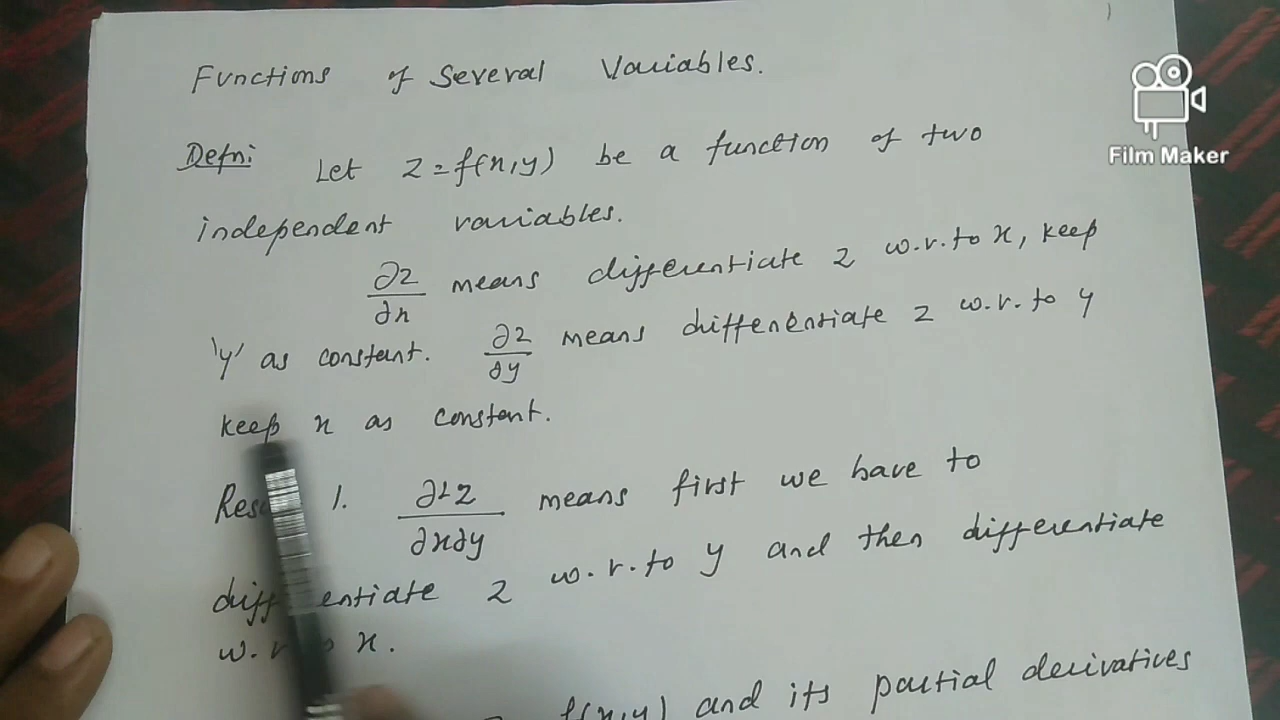 Functions of Several Variables.
Defn: Let z = f(x,y) be a function of two
independent variables.
∂z/∂x means differentiate z w.r.to x, keep
'y' as constant. ∂z/∂y means differentiate z w.r.to y
keep x as constant.
1. ∂²z/∂x∂y means first we have to
differentiate z w.r.to y and then differentiate
x.
f(x,y) and its partial derivatives
Film Maker